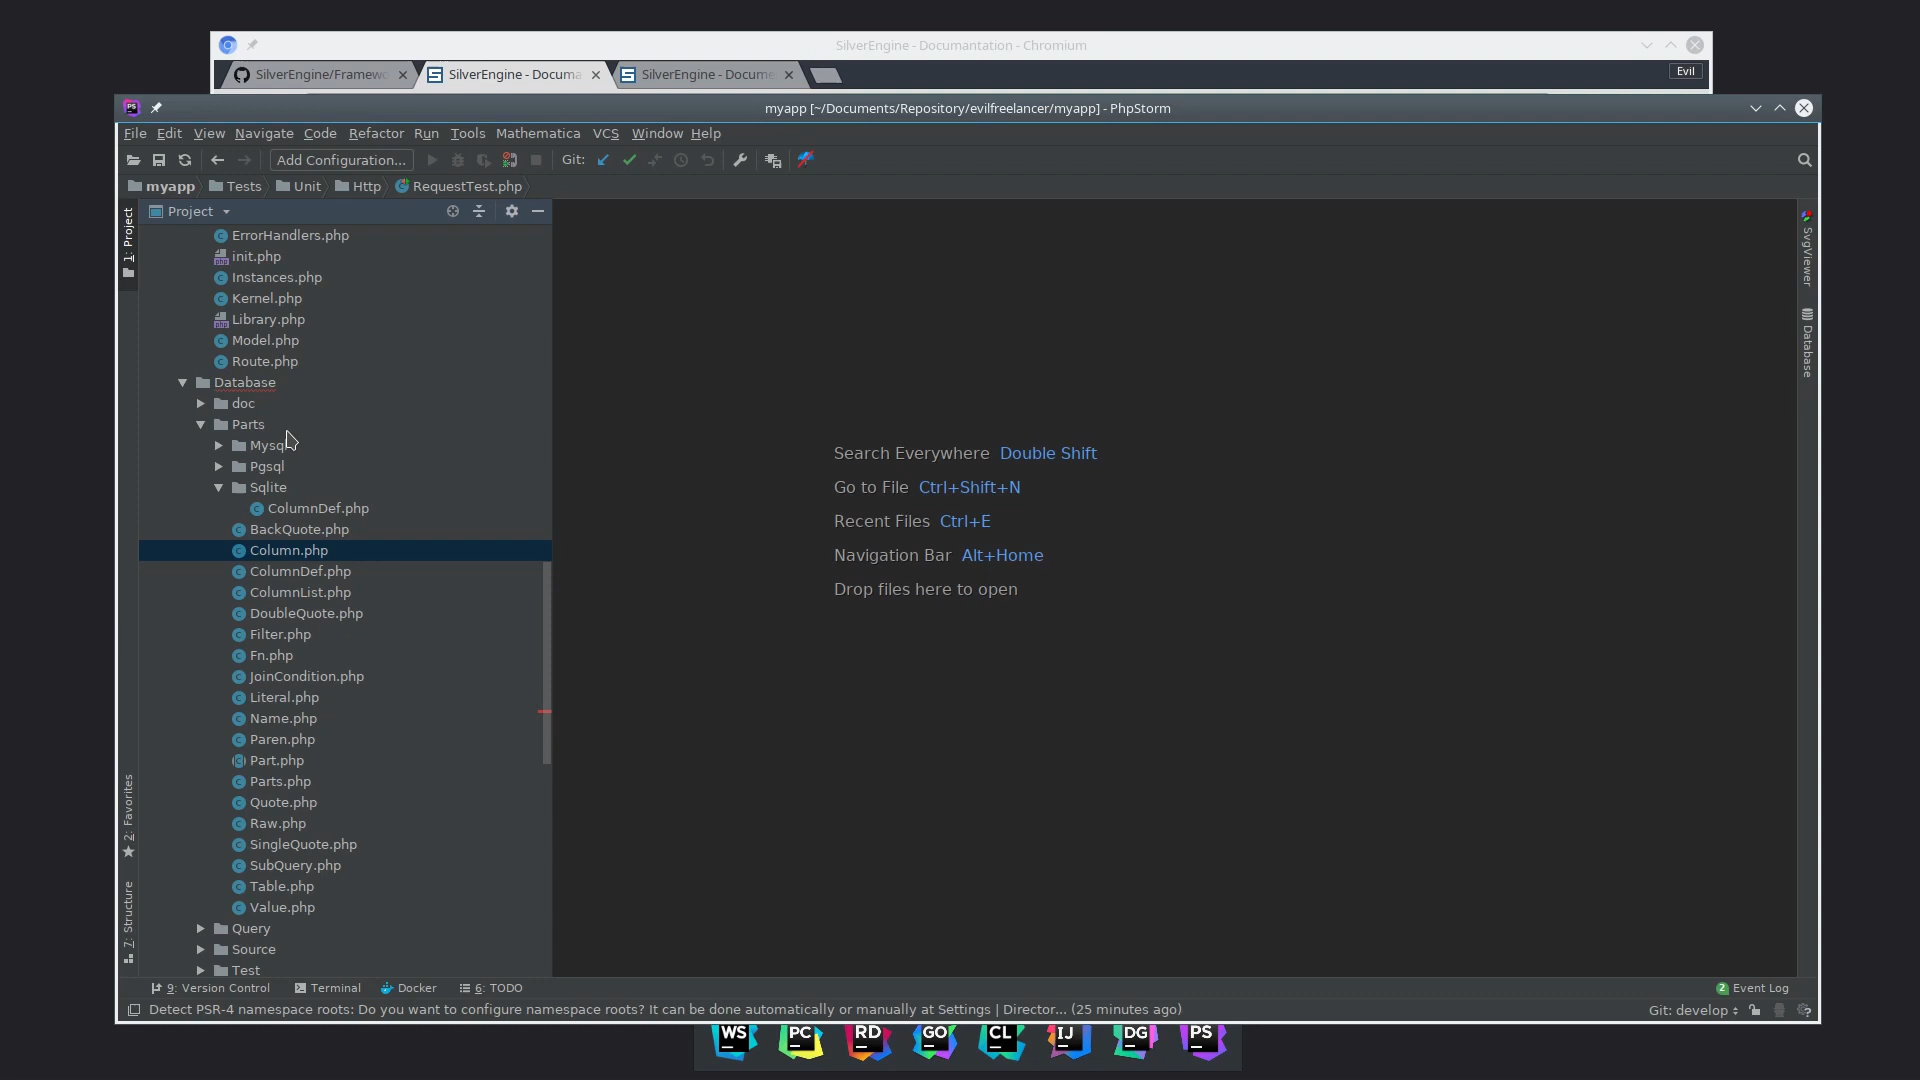 SilverEngine - Documantation - Chromium
SilverEngine/Framewo
SilverEngine - Documa
SilverEngine - Docume
Evil
PS
myapp [~/Documents/Repository/evilfreelancer/myapp] - PhpStorm
File Edit View Navigate Code Refactor Run Tools Mathematica VCS Window Help
Add Configuration...
Git:
myapp Tests Unit Http RequestTest.php
Project
1: Project
ErrorHandlers.php
init.php
Instances.php
Kernel.php
Library.php
Model.php
Route.php
Database
doc
Parts
Mysql
Pgsql
Sqlite
ColumnDef.php
BackQuote.php
Column.php
ColumnDef.php
ColumnList.php
DoubleQuote.php
Filter.php
Fn.php
JoinCondition.php
Literal.php
Name.php
Paren.php
Part.php
Parts.php
Quote.php
Raw.php
SingleQuote.php
SubQuery.php
Table.php
Value.php
Query
Source
Test
2: Favorites
7: Structure
Search Everywhere Double Shift
Go to File Ctrl+Shift+N
Recent Files Ctrl+E
Navigation Bar Alt+Home
Drop files here to open
SvgViewer
Database
9: Version Control Terminal Docker 6: TODO
2 Event Log
Detect PSR-4 namespace roots: Do you want to configure namespace roots? It can be done automatically or manually at Settings | Director... (25 minutes ago)
Git: develop
WS PC RD GO CL IJ DG PS